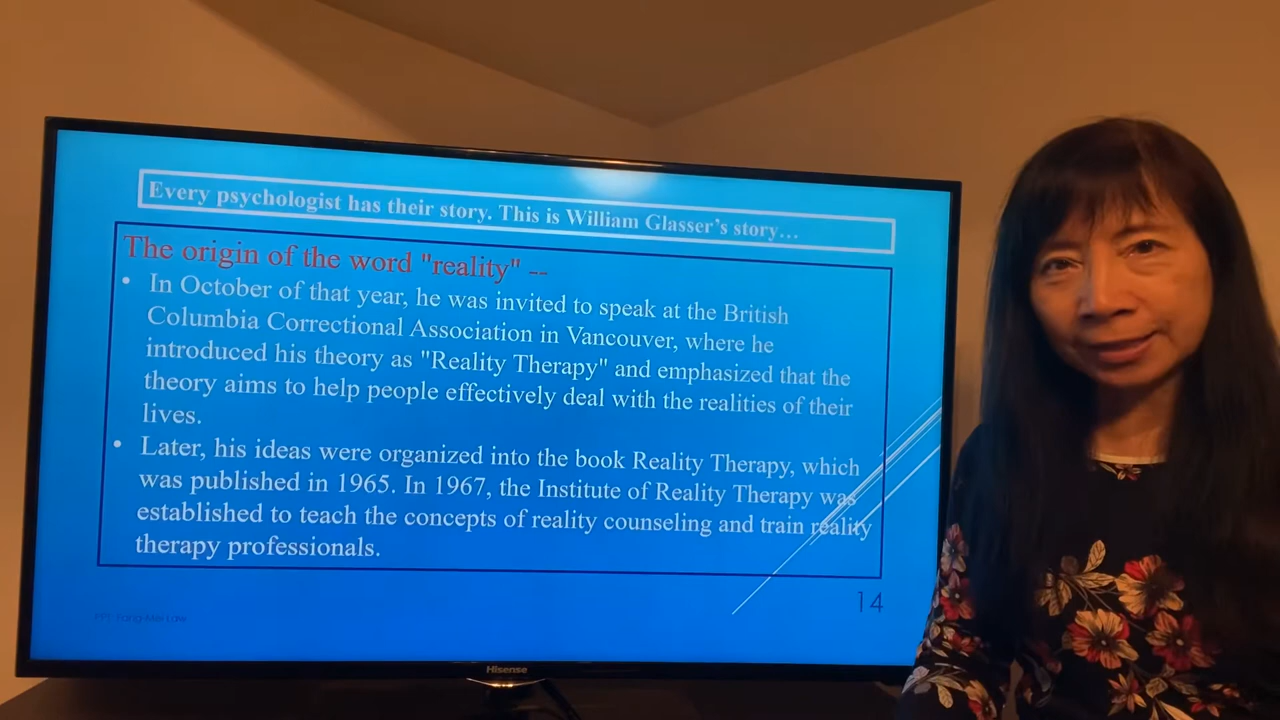 Every psychologist has their story. This is William Glasser's story...
The origin of the word "reality" --
• In October of that year, he was invited to speak at the British
Columbia Correctional Association in Vancouver, where he
introduced his theory as "Reality Therapy" and emphasized that the
theory aims to help people effectively deal with the realities of their
lives.
• Later, his ideas were organized into the book Reality Therapy, which
was published in 1965. In 1967, the Institute of Reality Therapy was
established to teach the concepts of reality counseling and train reality
therapy professionals.
14
Hisense